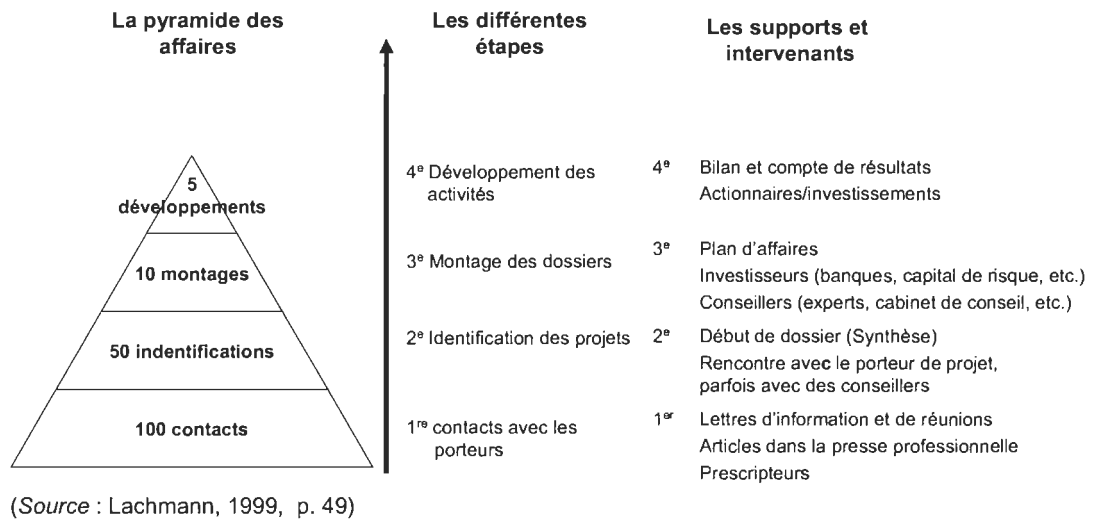 La pyramide des
affaires
5
développements
10 montages
50 indentifications
100 contacts
Les différentes
étapes
4e Développement des
activités
3e Montage des dossiers
2e Identification des projets
1re contacts avec les
porteurs
Les supports et
intervenants
4e Bilan et compte de résultats
Actionnaires/investissements
3e Plan d'affaires
Investisseurs (banques, capital de risque, etc.)
Conseillers (experts, cabinet de conseil, etc.)
2e Début de dossier (Synthèse)
Rencontre avec le porteur de projet,
parfois avec des conseillers
1er Lettres d'information et de réunions
Articles dans la presse professionnelle
Prescripteurs
(Source : Lachmann, 1999, p. 49)